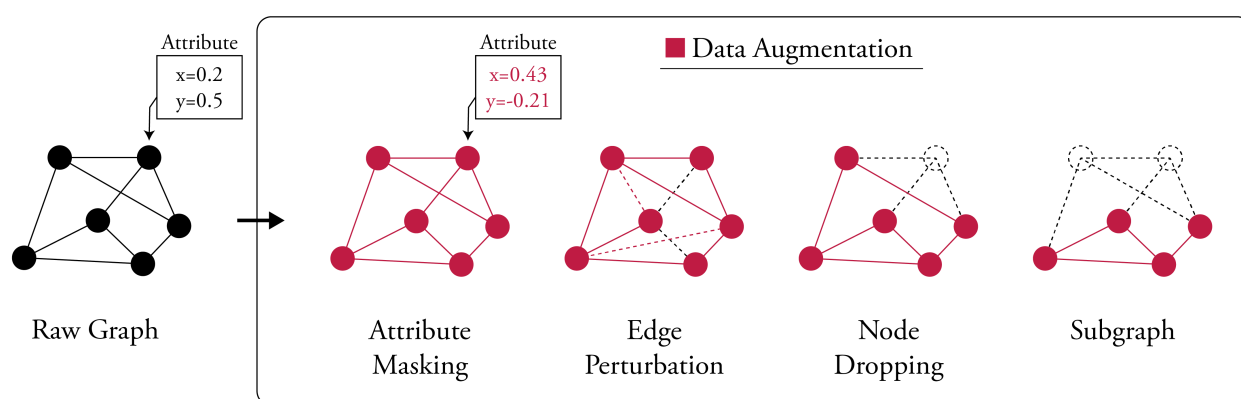 Attribute
x=0.2
y=0.5
Raw Graph
Data Augmentation
Attribute
x=0.43
y=-0.21
Attribute
Masking
Edge
Perturbation
Node
Dropping
Subgraph